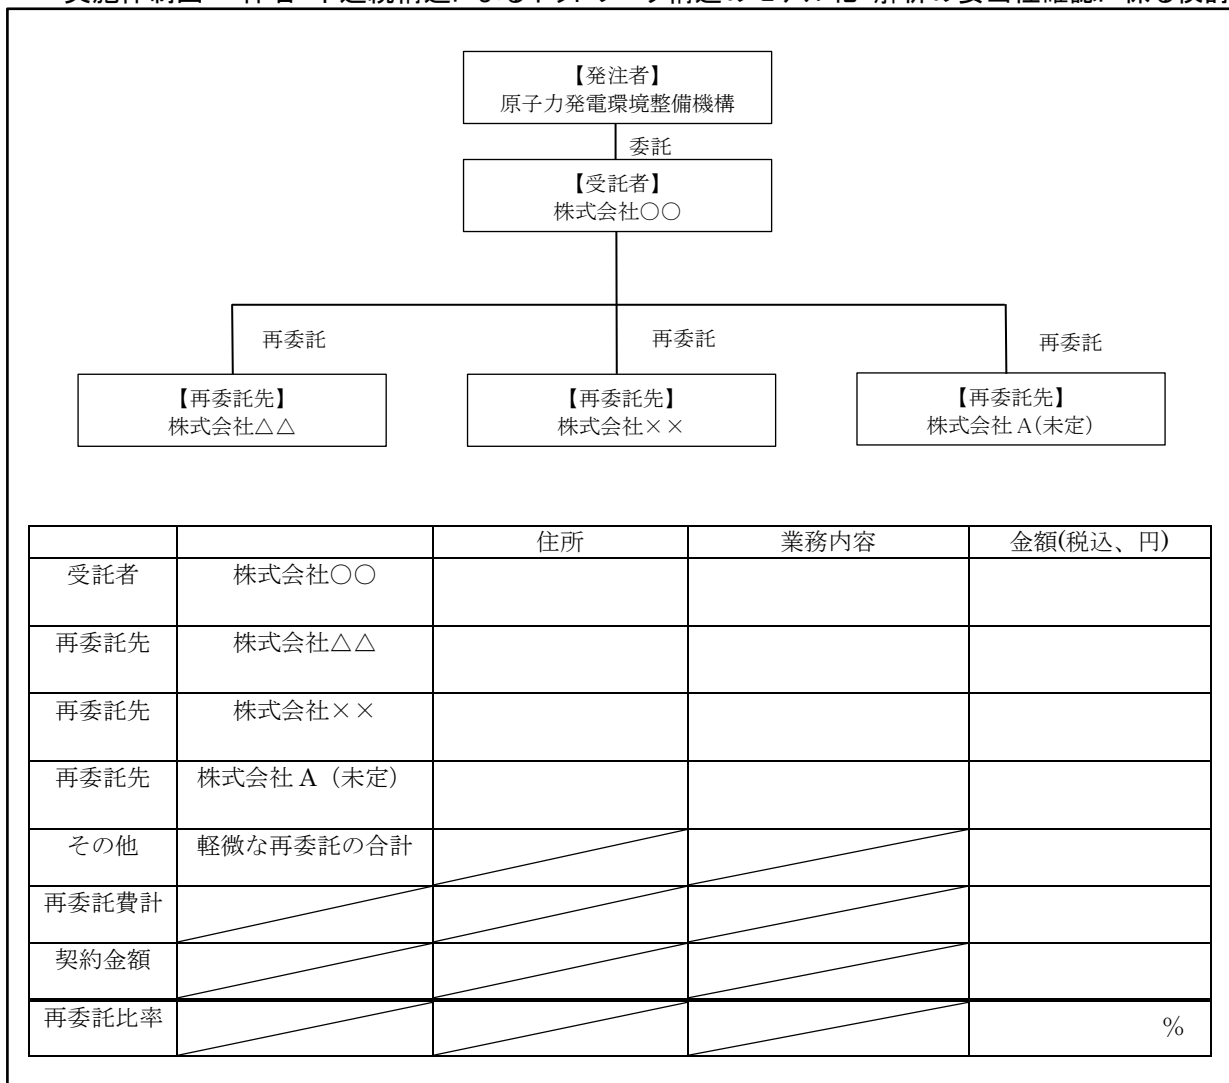 【発注者】
原子力発電環境整備機構
委託
【受託者】
株式会社○○
再委託
再委託
再委託
【再委託先】
株式会社△△
【再委託先】
株式会社××
【再委託先】
株式会社A(未定)
住所 業務内容 金額(税込、円)
受託者 株式会社○○
再委託先 株式会社△△
再委託先 株式会社××
再委託先 株式会社A（未定）
その他 軽微な再委託の合計
再委託費計
契約金額
再委託比率 %